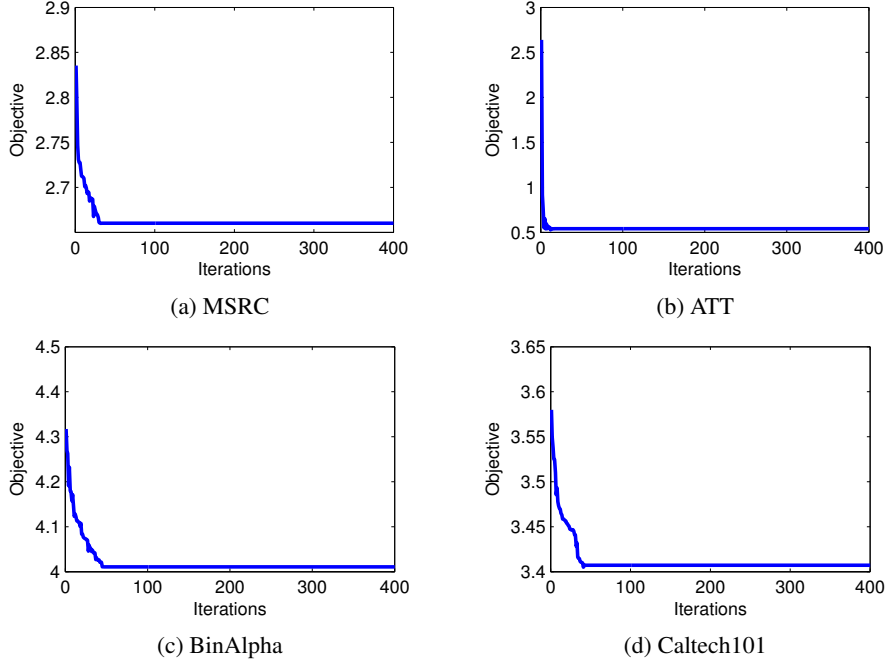 2.9
2.85
2.8
2.75
2.7
Objective
0 100 200 300 400
Iterations
(a) MSRC
3
2.5
2
1.5
1
0.5
Objective
0 100 200 300 400
Iterations
(b) ATT
4.5
4.4
4.3
4.2
4.1
4
Objective
0 100 200 300 400
Iterations
(c) BinAlpha
3.65
3.6
3.55
3.5
3.45
3.4
Objective
0 100 200 300 400
Iterations
(d) Caltech101